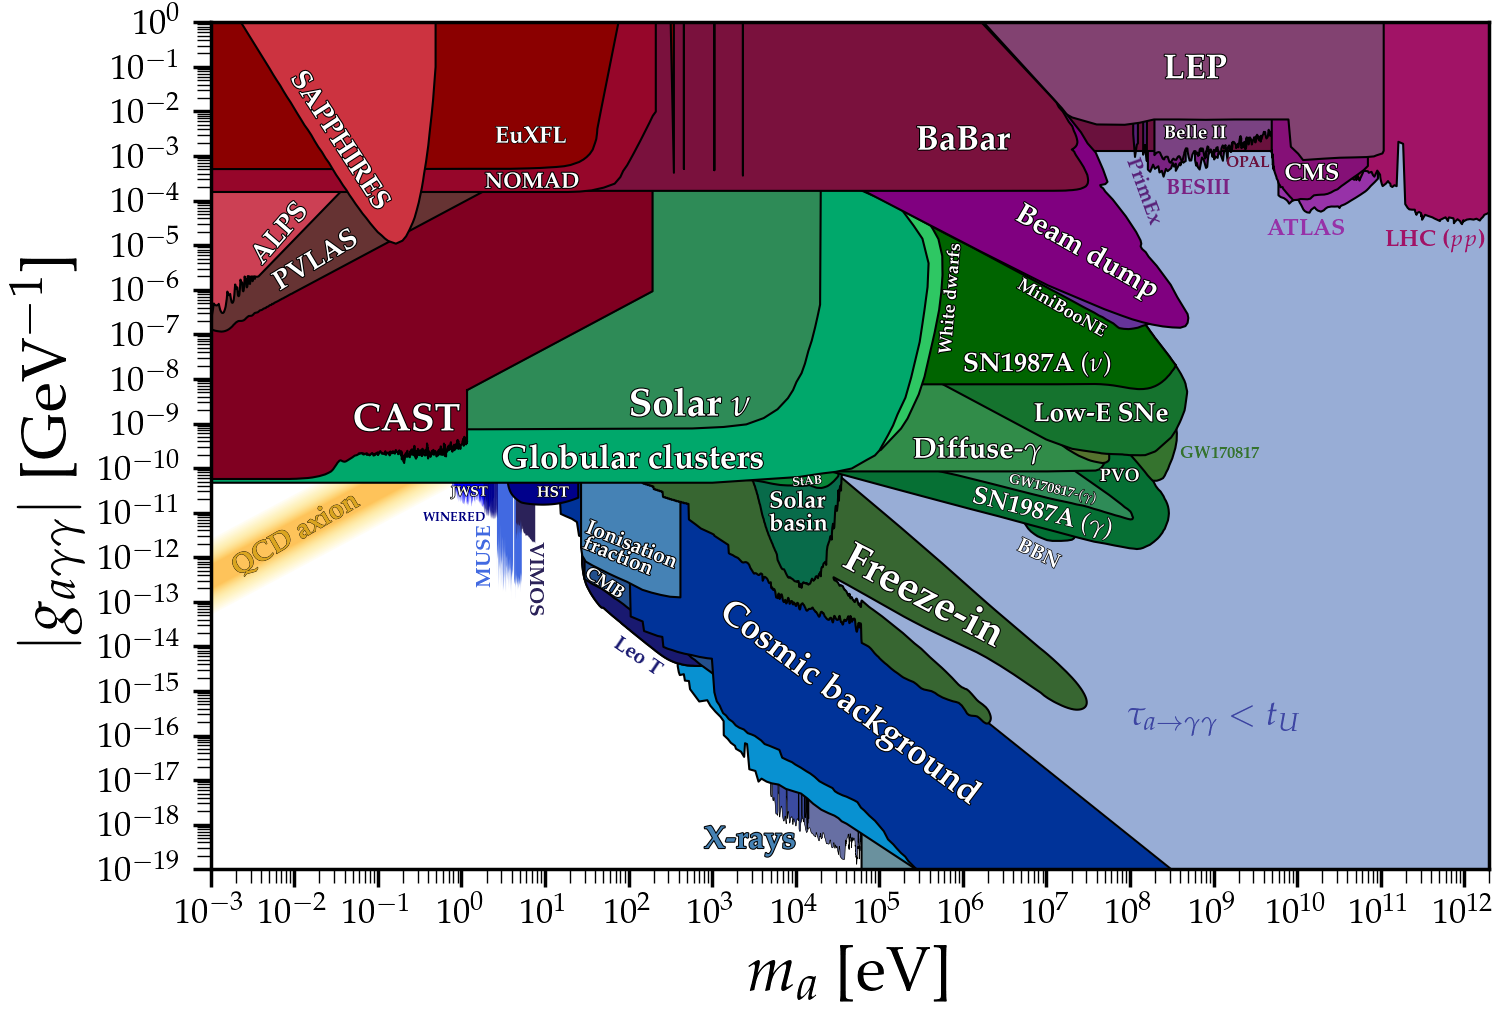 |g_{aγγ}| [GeV⁻¹]
10⁰
10⁻¹
10⁻²
10⁻³
10⁻⁴
10⁻⁵
10⁻⁶
10⁻⁷
10⁻⁸
10⁻⁹
10⁻¹⁰
10⁻¹¹
10⁻¹²
10⁻¹³
10⁻¹⁴
10⁻¹⁵
10⁻¹⁶
10⁻¹⁷
10⁻¹⁸
10⁻¹⁹
LEP
SAPPHIRES
EuXFL
BaBar
Belle II
OPAL
CMS
NOMAD
PrimEx
BESIII
ATLAS
LHC (pp)
ALPS
PVLAS
Beam dump
White dwarfs
MiniBooNE
SN1987A (ν)
CAST
Solar ν
Low-E SNe
Globular clusters
Diffuse-γ
GW170817
PVO
StAB
GW170817-(γ)
JWST
HST
Solar
basin
SN1987A (γ)
WINERED
QCD axion
MUSE
VIMOS
Ionisation
fraction
BBN
CMB
Freeze-in
Leo T
Cosmic background
τ_{a→γγ} < t_U
X-rays
10⁻³ 10⁻² 10⁻¹ 10⁰ 10¹ 10² 10³ 10⁴ 10⁵ 10⁶ 10⁷ 10⁸ 10⁹ 10¹⁰ 10¹¹ 10¹²
m_a [eV]